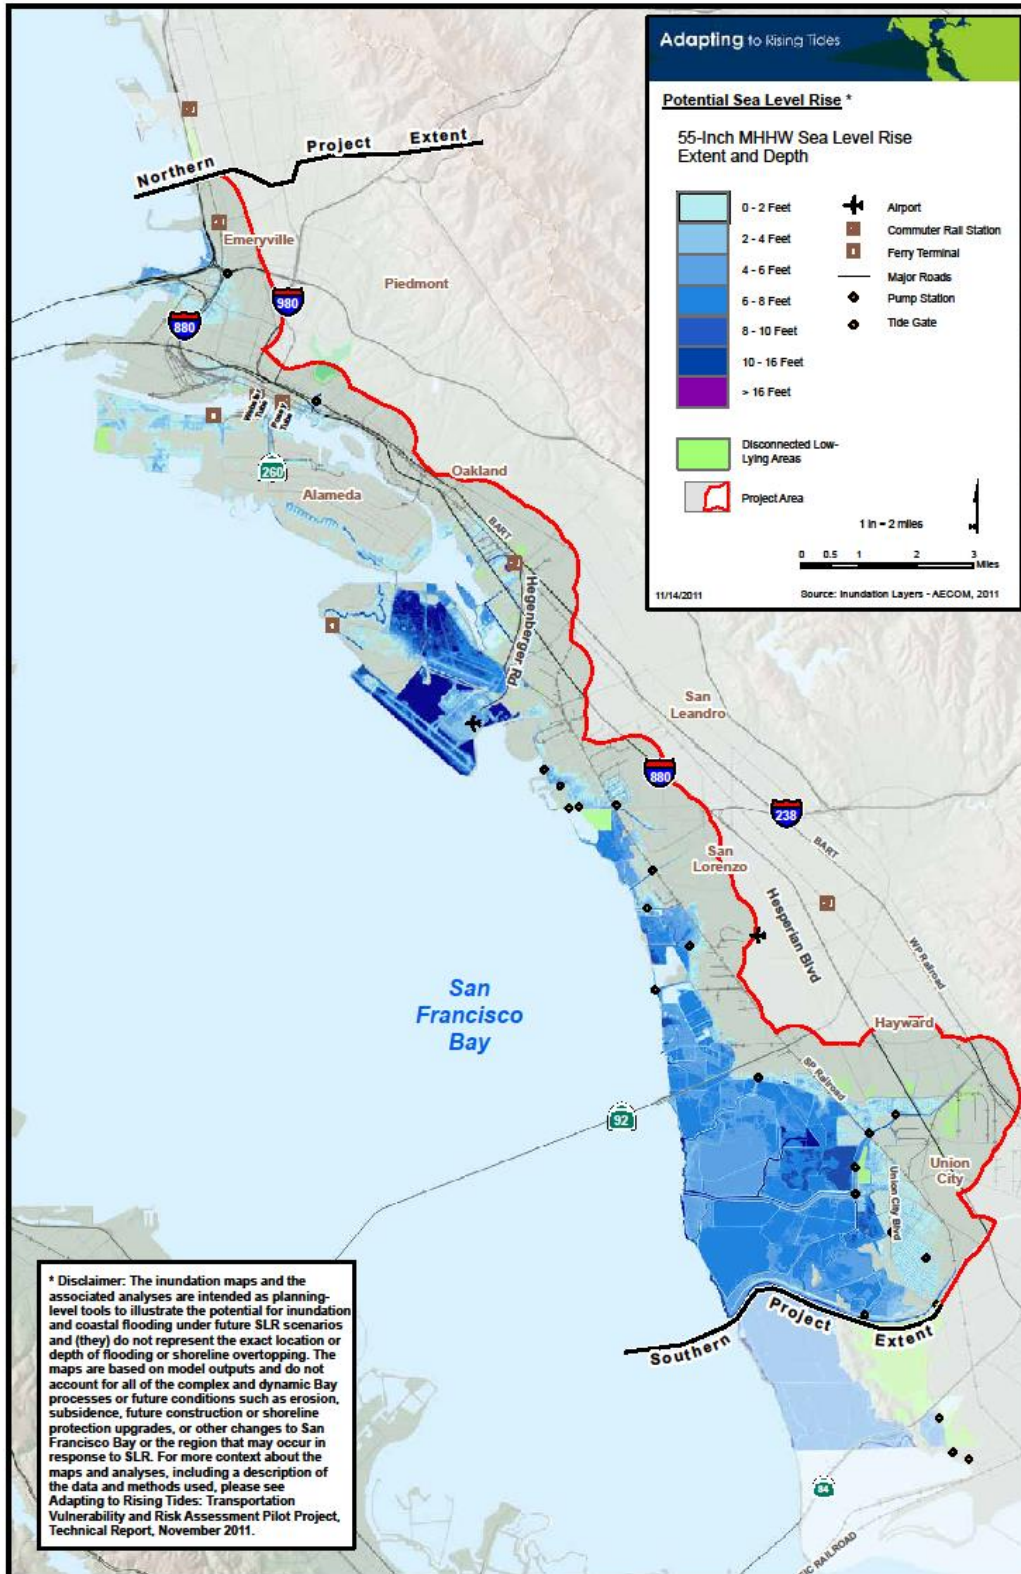 Adapting to Rising Tides
Potential Sea Level Rise *
55-Inch MHHW Sea Level Rise
Extent and Depth
0 - 2 Feet
2 - 4 Feet
4 - 6 Feet
6 - 8 Feet
8 - 10 Feet
10 - 16 Feet
> 16 Feet
Airport
Commuter Rail Station
Ferry Terminal
Major Roads
Pump Station
Tide Gate
Disconnected Low-
Lying Areas
Project Area
1 in = 2 miles
0 0.5 1 2 3
Miles
11/14/2011
Source: Inundation Layers - AECOM, 2011
Northern Project Extent
Emeryville
Piedmont
980
880
Posey
Tube
260
Alameda
Oakland
BART
Hegenberger Rd
San
Leandro
880
238
BART
San
Lorenzo
Hesperian Blvd
WP Railroad
San
Francisco
Bay
Hayward
SP Railroad
92
Union
City
Union City Blvd
Southern Project Extent
84
RAILROAD
* Disclaimer: The inundation maps and the
associated analyses are intended as planning-
level tools to illustrate the potential for inundation
and coastal flooding under future SLR scenarios
and (they) do not represent the exact location or
depth of flooding or shoreline overtopping. The
maps are based on model outputs and do not
account for all of the complex and dynamic Bay
processes or future conditions such as erosion,
subsidence, future construction or shoreline
protection upgrades, or other changes to San
Francisco Bay or the region that may occur in
response to SLR. For more context about the
maps and analyses, including a description of
the data and methods used, please see
Adapting to Rising Tides: Transportation
Vulnerability and Risk Assessment Pilot Project,
Technical Report, November 2011.